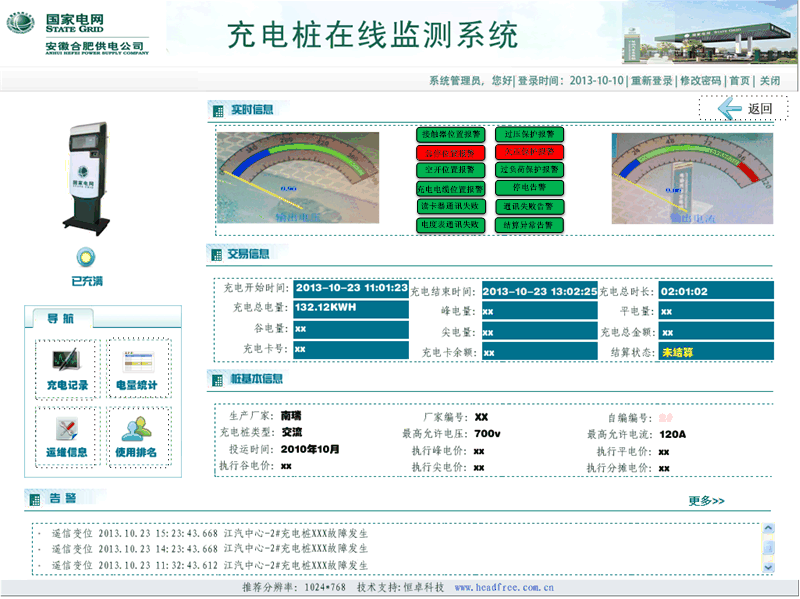 国家电网
STATE GRID
安徽合肥供电公司
ANHUI HEFEI POWER SUPPLY COMPANY
充电桩在线监测系统
系统管理员，您好| 登录时间：2013-10-10 | 重新登录 | 修改密码 | 首页 | 关闭
返回
实时信息
接触器位置报警 过压保护报警
空开位置报警 过负荷保护报警
充电电缆位置报警 停电告警
读卡器通讯失败 通讯失败告警
电度表通讯失败 结算异常告警
0.00
输出电流
国家电网
已充满
交易信息
充电开始时间: 2013-10-23 11:01:23 充电结束时间: 2013-10-23 13:02:25 充电总时长: 02:01:02
充电总电量: 132.12KWH 峰电量: xx 平电量: xx
谷电量: xx 尖电量: xx 充电总金额: xx
充电卡号: xx 充电卡余额: xx 结算状态: 未结算
导 航
充电记录 电量统计
运维信息 使用排名
桩基本信息
生产厂家: 南瑞 厂家编号: XX 自编编号:
充电桩类型: 交流 最高允许电压: 700v 最高允许电流: 120A
投运时间: 2010年10月 执行峰电价: xx 执行平电价: xx
执行谷电价: xx 执行尖电价: xx 执行分摊电价: xx
告 警
更多>>
· 遥信变位 2013.10.23 15:23:43.668 江汽中心-2#充电桩XXX故障发生
· 遥信变位 2013.10.23 14:23:43.668 江汽中心-2#充电桩XXX故障发生
· 遥信变位 2013.10.23 11:32:43.612 江汽中心-2#充电桩XXX故障发生
推荐分辨率: 1024*768 技术支持:恒卓科技 www.headfree.com.cn